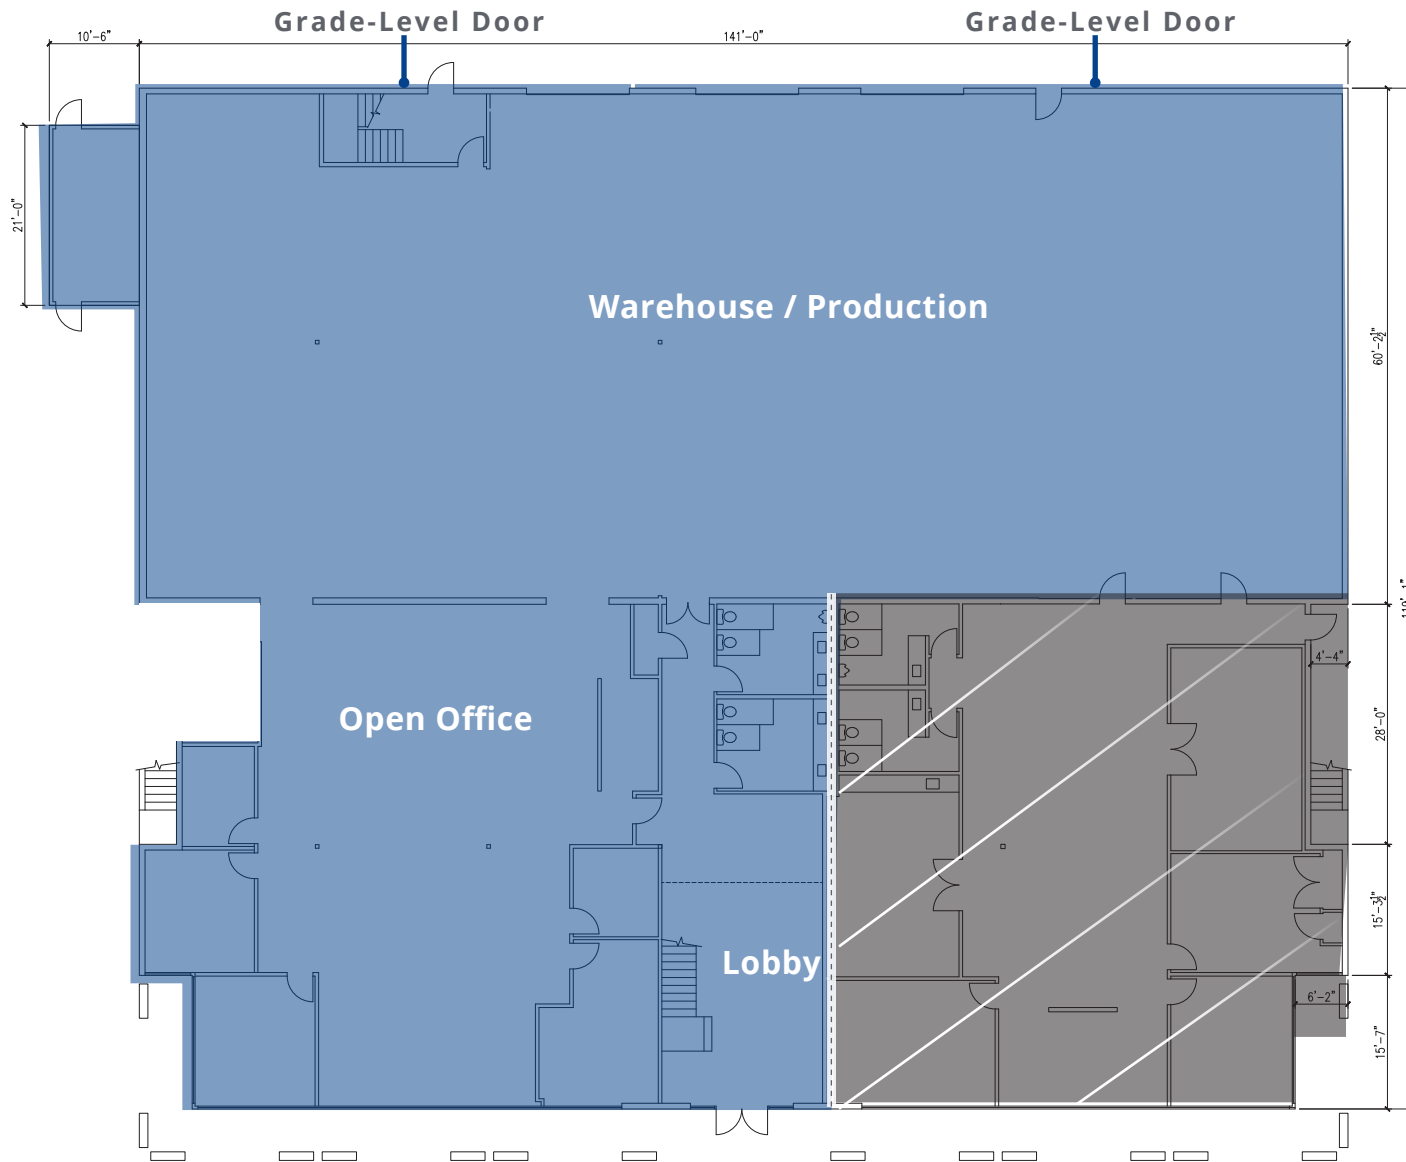 Grade-Level Door
Grade-Level Door
10'-6"
141'-0"
21'-0"
Warehouse / Production
60'-2½"
4'-4"
Open Office
28'-0"
15'-3½"
Lobby
6'-2"
15'-7"